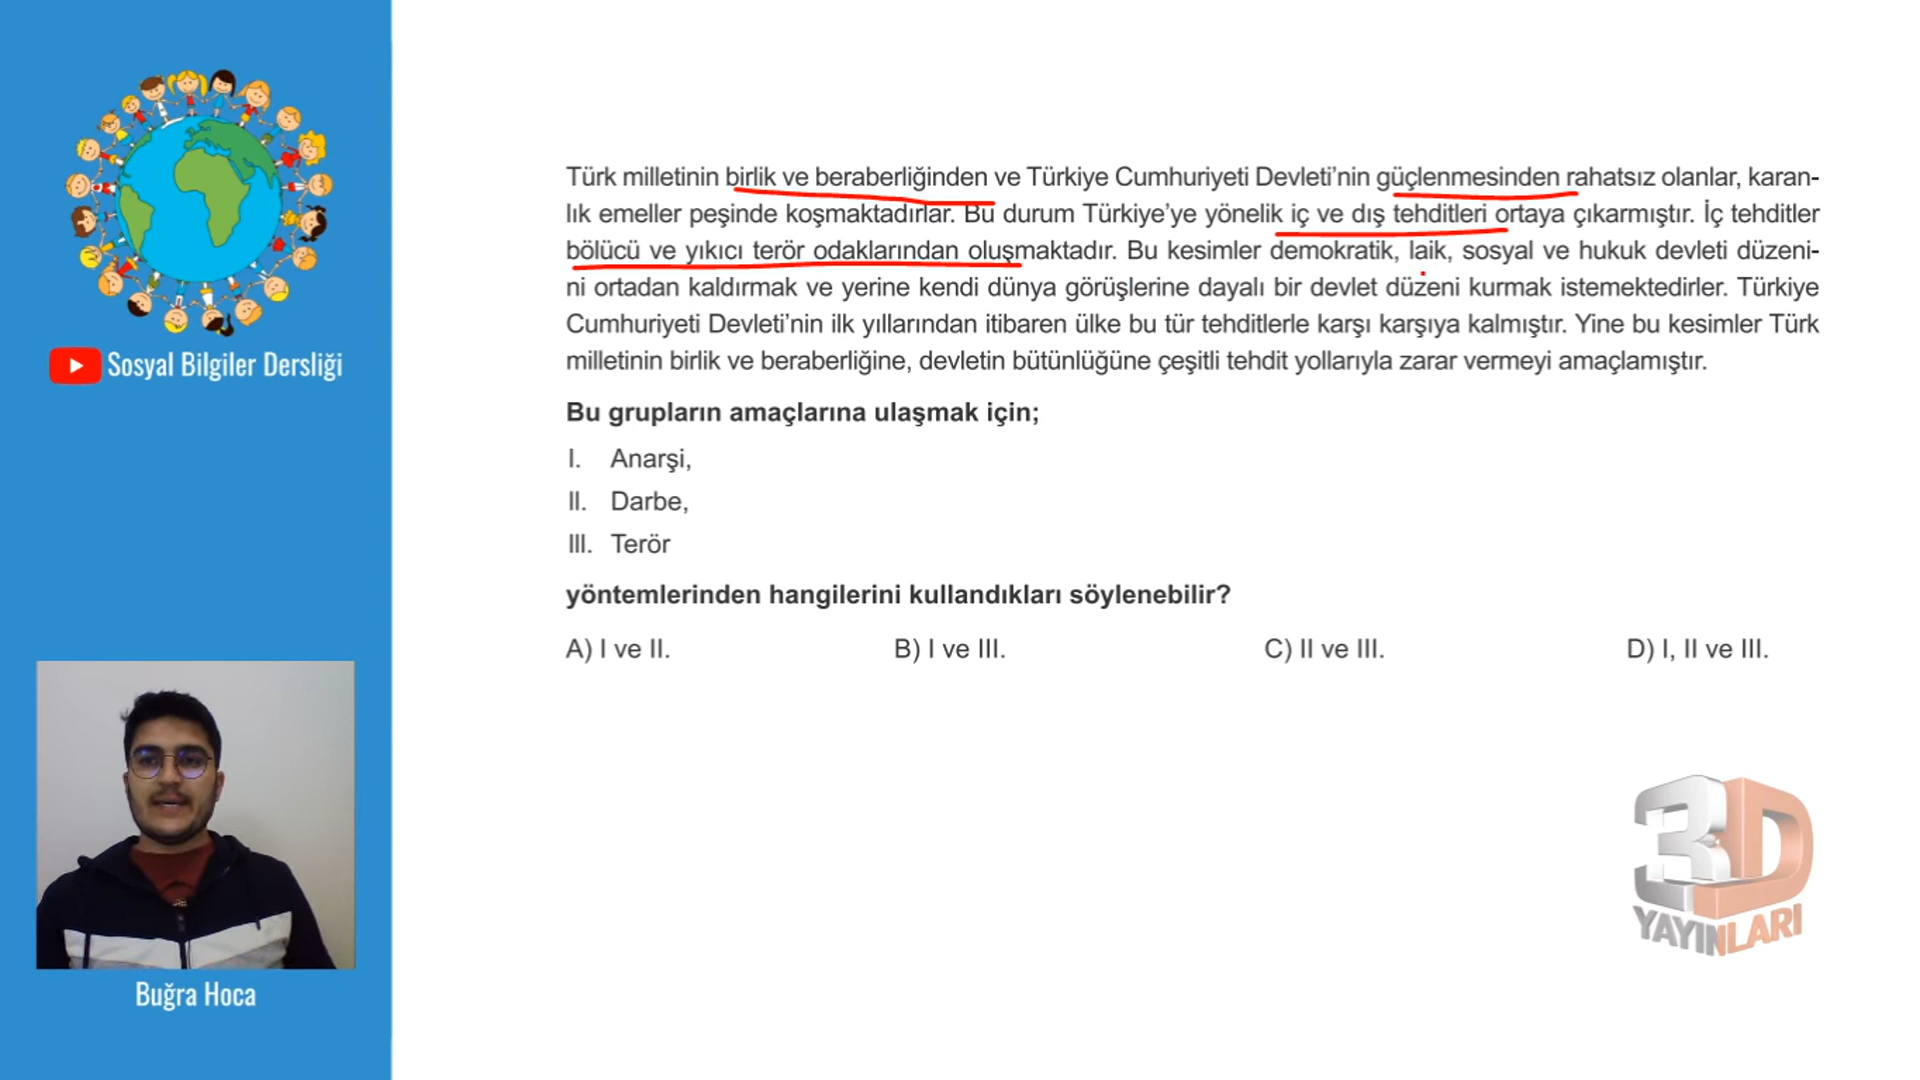 Türk milletinin birlik ve beraberliğinden ve Türkiye Cumhuriyeti Devleti'nin güçlenmesinden rahatsız olanlar, karan-
lık emeller peşinde koşmaktadırlar. Bu durum Türkiye'ye yönelik iç ve dış tehditleri ortaya çıkarmıştır. İç tehditler
bölücü ve yıkıcı terör odaklarından oluşmaktadır. Bu kesimler demokratik, laik, sosyal ve hukuk devleti düzeni-
ni ortadan kaldırmak ve yerine kendi dünya görüşlerine dayalı bir devlet düzeni kurmak istemektedirler. Türkiye
Cumhuriyeti Devleti'nin ilk yıllarından itibaren ülke bu tür tehditlerle karşı karşıya kalmıştır. Yine bu kesimler Türk
milletinin birlik ve beraberliğine, devletin bütünlüğüne çeşitli tehdit yollarıyla zarar vermeyi amaçlamıştır.
Bu grupların amaçlarına ulaşmak için;
I. Anarşi,
II. Darbe,
III. Terör
yöntemlerinden hangilerini kullandıkları söylenebilir?
A) I ve II. B) I ve III. C) II ve III. D) I, II ve III.
Sosyal Bilgiler Dersliği
Buğra Hoca
3D
YAYINLARI